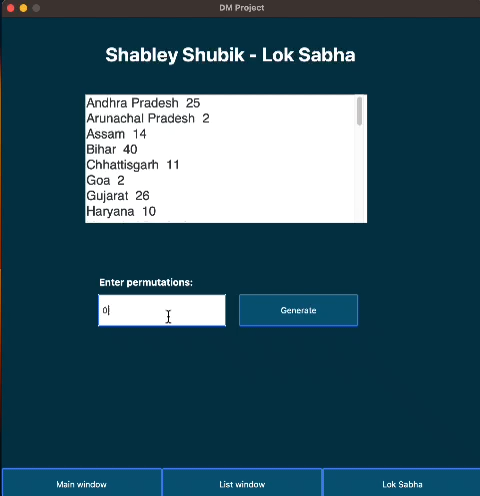 DM Project
Shabley Shubik - Lok Sabha
Andhra Pradesh 25
Arunachal Pradesh 2
Assam 14
Bihar 40
Chhattisgarh 11
Goa 2
Gujarat 26
Haryana 10
Enter permutations:
0
Generate
Main window
List window
Lok Sabha